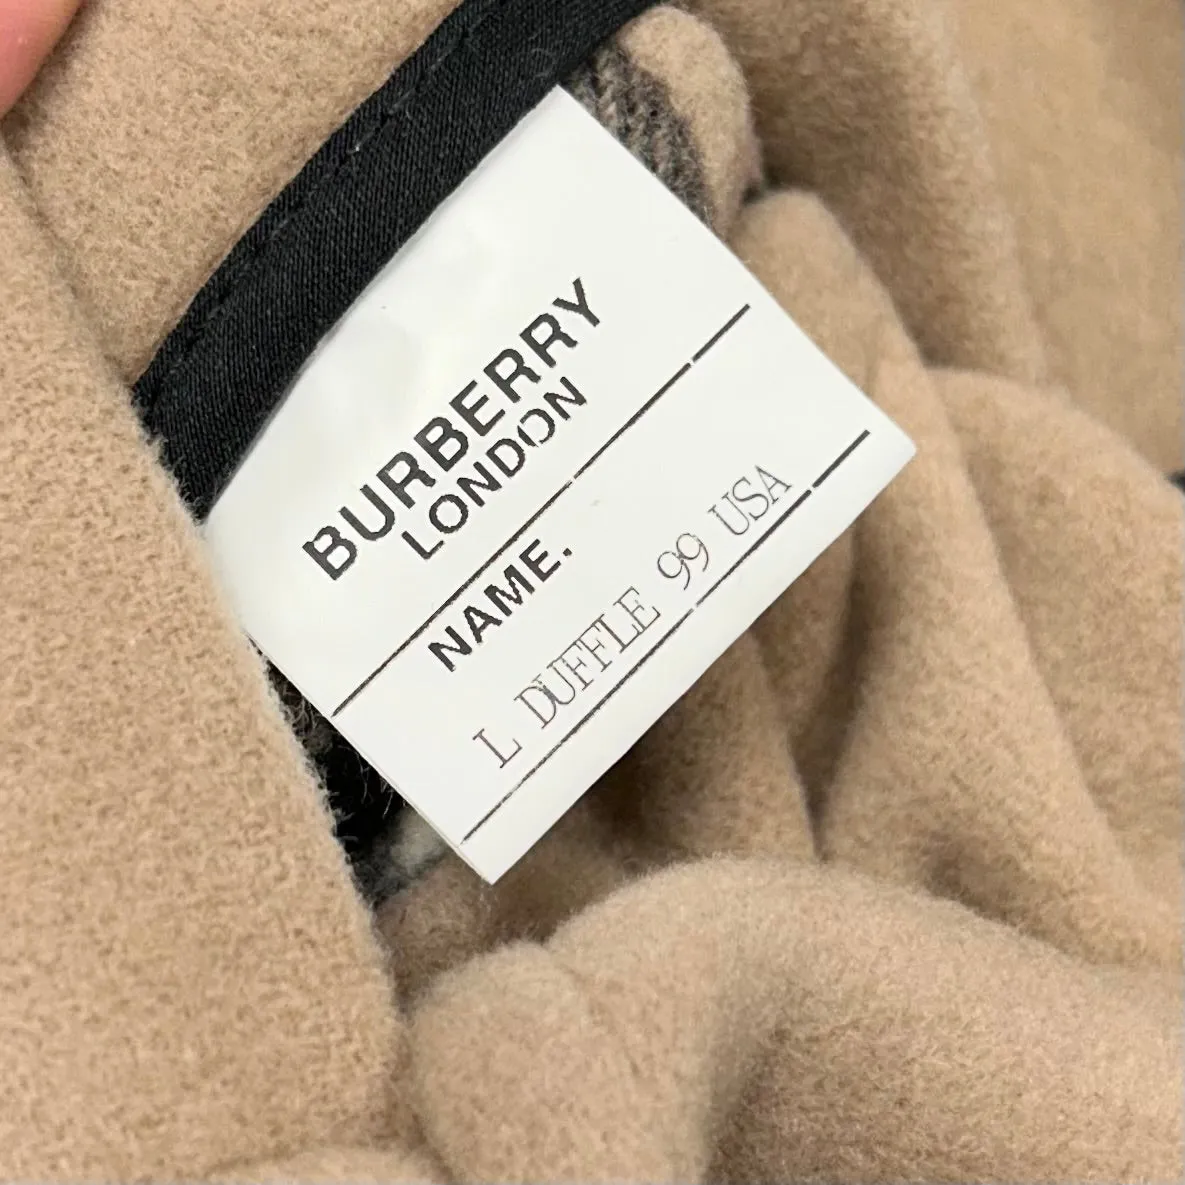 BURBERRY
LONDON
NAME.
L DUFFLE 99 USA